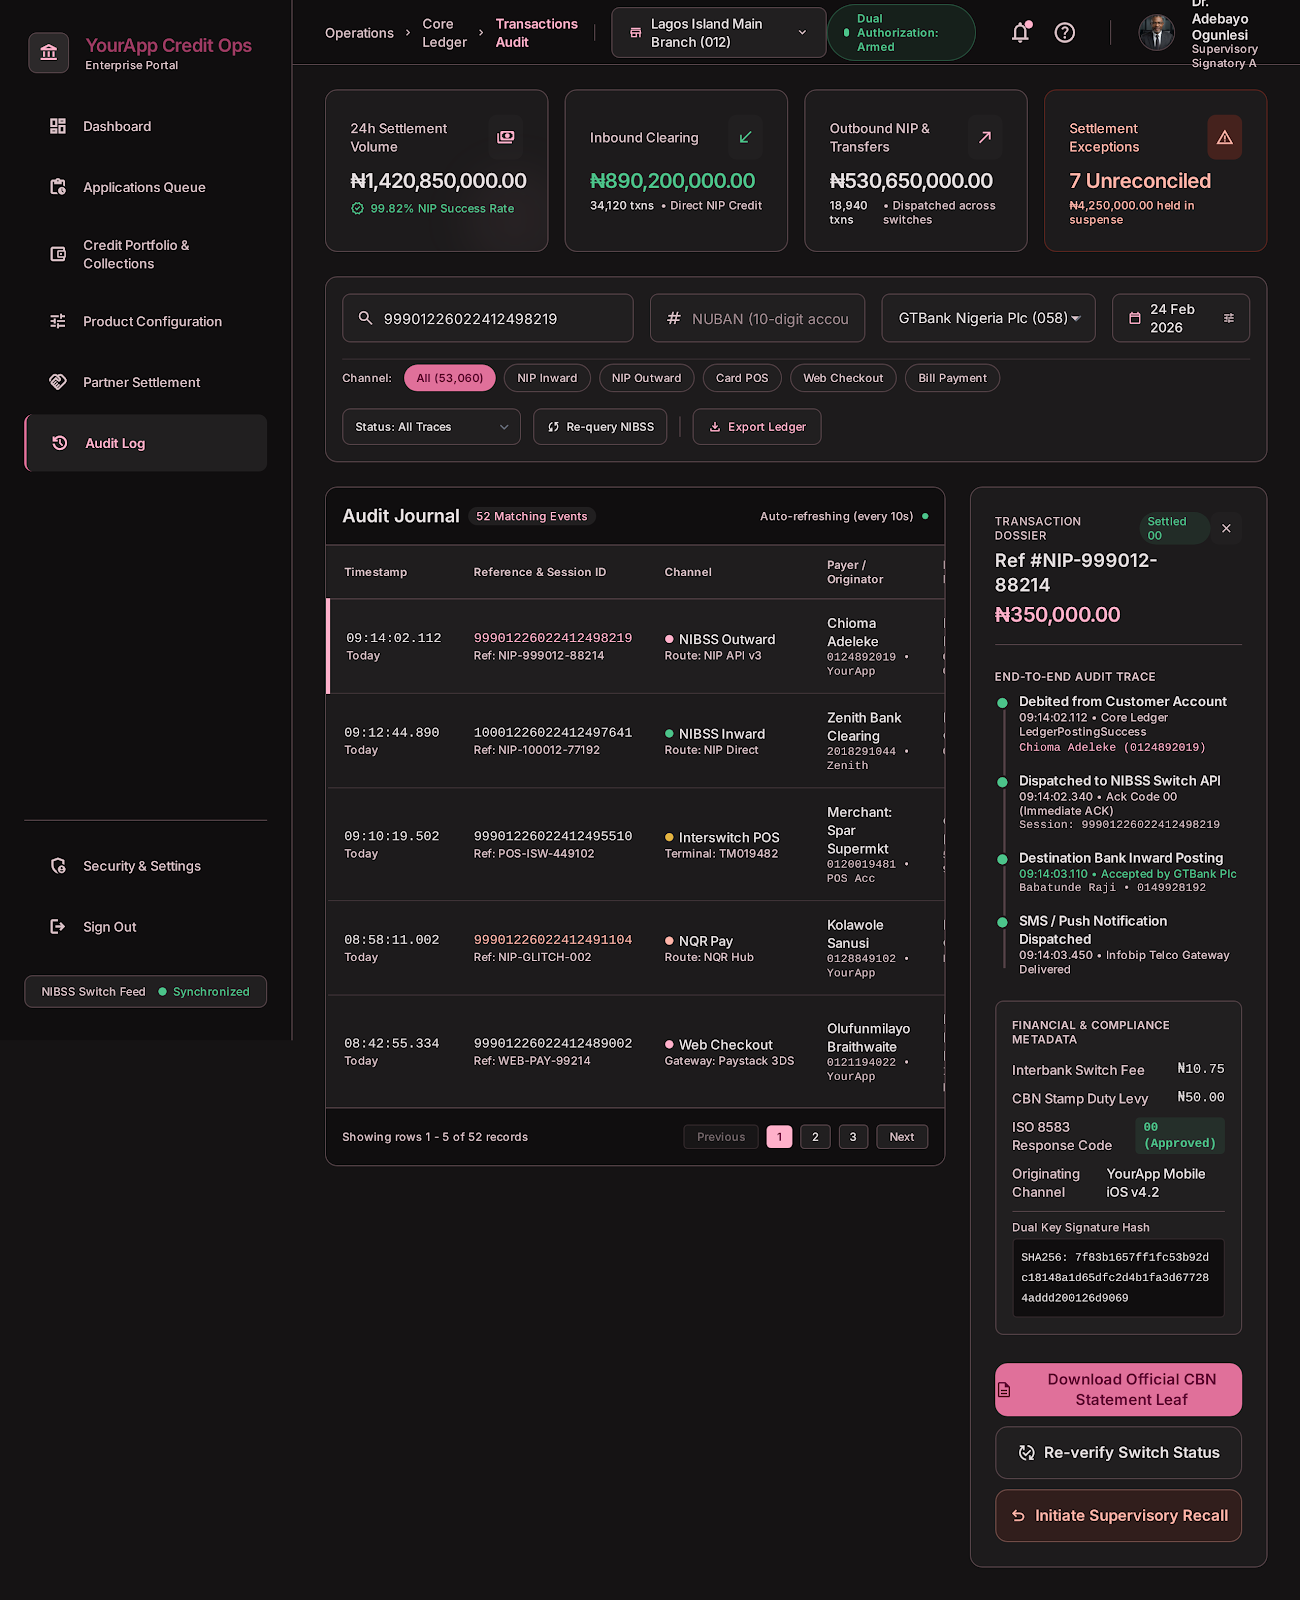 YourApp Credit Ops
Enterprise Portal
Dashboard
Applications Queue
Credit Portfolio &
Collections
Product Configuration
Partner Settlement
Audit Log
Security & Settings
Sign Out
NIBSS Switch Feed
Synchronized
Operations
Core
Ledger
Transactions
Audit
Lagos Island Main
Branch (012)
Dual
Authorization:
Armed
Dr.
Adebayo
Ogunlesi
Supervisory
Signatory A
24h Settlement
Volume
₦1,420,850,000.00
99.82% NIP Success Rate
Inbound Clearing
₦890,200,000.00
34,120 txns • Direct NIP Credit
Outbound NIP &
Transfers
₦530,650,000.00
18,940
txns
• Dispatched across
switches
Settlement
Exceptions
7 Unreconciled
₦4,250,000.00 held in
suspense
99901226022412498219
# NUBAN (10-digit accou
GTBank Nigeria Plc (058)
24 Feb
2026
Channel:
All (53,060)
NIP Inward
NIP Outward
Card POS
Web Checkout
Bill Payment
Status: All Traces
Re-query NIBSS
Export Ledger
Audit Journal
52 Matching Events
Auto-refreshing (every 10s)
Timestamp
Reference & Session ID
Channel
Payer /
Originator
09:14:02.112
Today
99901226022412498219
Ref: NIP-999012-88214
NIBSS Outward
Route: NIP API v3
Chioma
Adeleke
0124892019 •
YourApp
09:12:44.890
Today
10001226022412497641
Ref: NIP-100012-77192
NIBSS Inward
Route: NIP Direct
Zenith Bank
Clearing
2018291044 •
Zenith
09:10:19.502
Today
99901226022412495510
Ref: POS-ISW-449102
Interswitch POS
Terminal: TM019482
Merchant:
Spar
Supermkt
0120019481 •
POS Acc
08:58:11.002
Today
99901226022412491104
Ref: NIP-GLITCH-002
NQR Pay
Route: NQR Hub
Kolawole
Sanusi
0128849102 •
YourApp
08:42:55.334
Today
99901226022412489002
Ref: WEB-PAY-99214
Web Checkout
Gateway: Paystack 3DS
Olufunmilayo
Braithwaite
0121194022 •
YourApp
Showing rows 1 - 5 of 52 records
Previous
1
2
3
Next
TRANSACTION
DOSSIER
Settled
00
Ref #NIP-999012-
88214
₦350,000.00
END-TO-END AUDIT TRACE
Debited from Customer Account
09:14:02.112 • Core Ledger
LedgerPostingSuccess
Chioma Adeleke (0124892019)
Dispatched to NIBSS Switch API
09:14:02.340 • Ack Code 00
(Immediate ACK)
Session: 99901226022412498219
Destination Bank Inward Posting
09:14:03.110 • Accepted by GTBank Plc
Babatunde Raji • 0149928192
SMS / Push Notification
Dispatched
09:14:03.450 • Infobip Telco Gateway
Delivered
FINANCIAL & COMPLIANCE
METADATA
Interbank Switch Fee
₦10.75
CBN Stamp Duty Levy
₦50.00
ISO 8583
Response Code
00
(Approved)
Originating
Channel
YourApp Mobile
iOS v4.2
Dual Key Signature Hash
SHA256: 7f83b1657ff1fc53b92d
c18148a1d65dfc2d4b1fa3d67728
4addd200126d9069
Download Official CBN
Statement Leaf
Re-verify Switch Status
Initiate Supervisory Recall